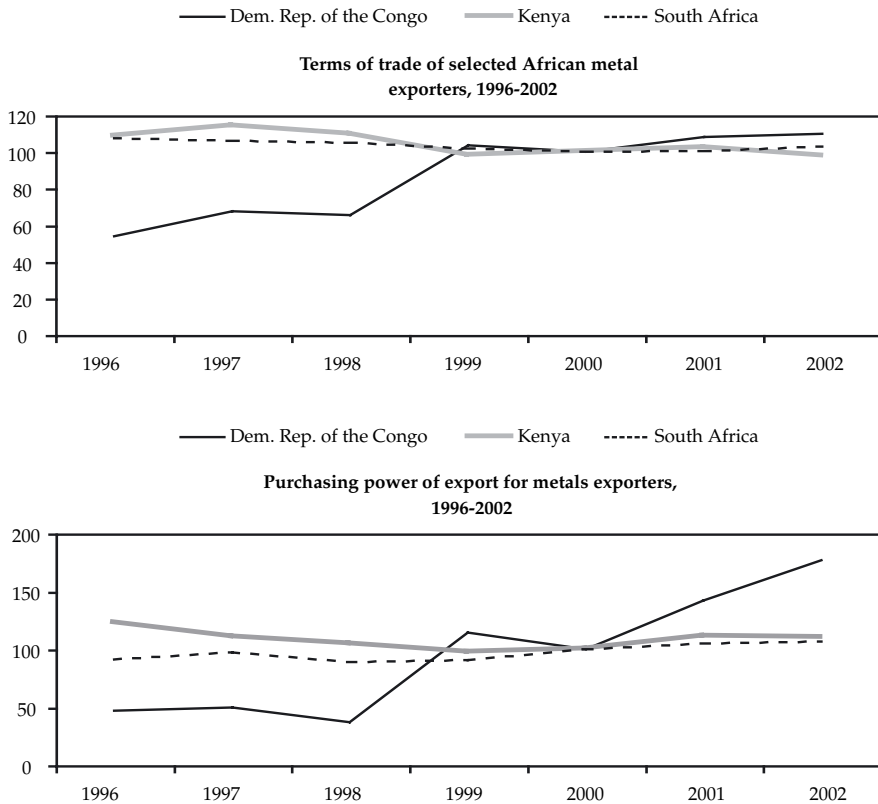 Dem. Rep. of the Congo Kenya South Africa
Terms of trade of selected African metal
exporters, 1996-2002
120
100
80
60
40
20
0
1996 1997 1998 1999 2000 2001 2002
Dem. Rep. of the Congo Kenya South Africa
Purchasing power of export for metals exporters,
1996-2002
200
150
100
50
0
1996 1997 1998 1999 2000 2001 2002